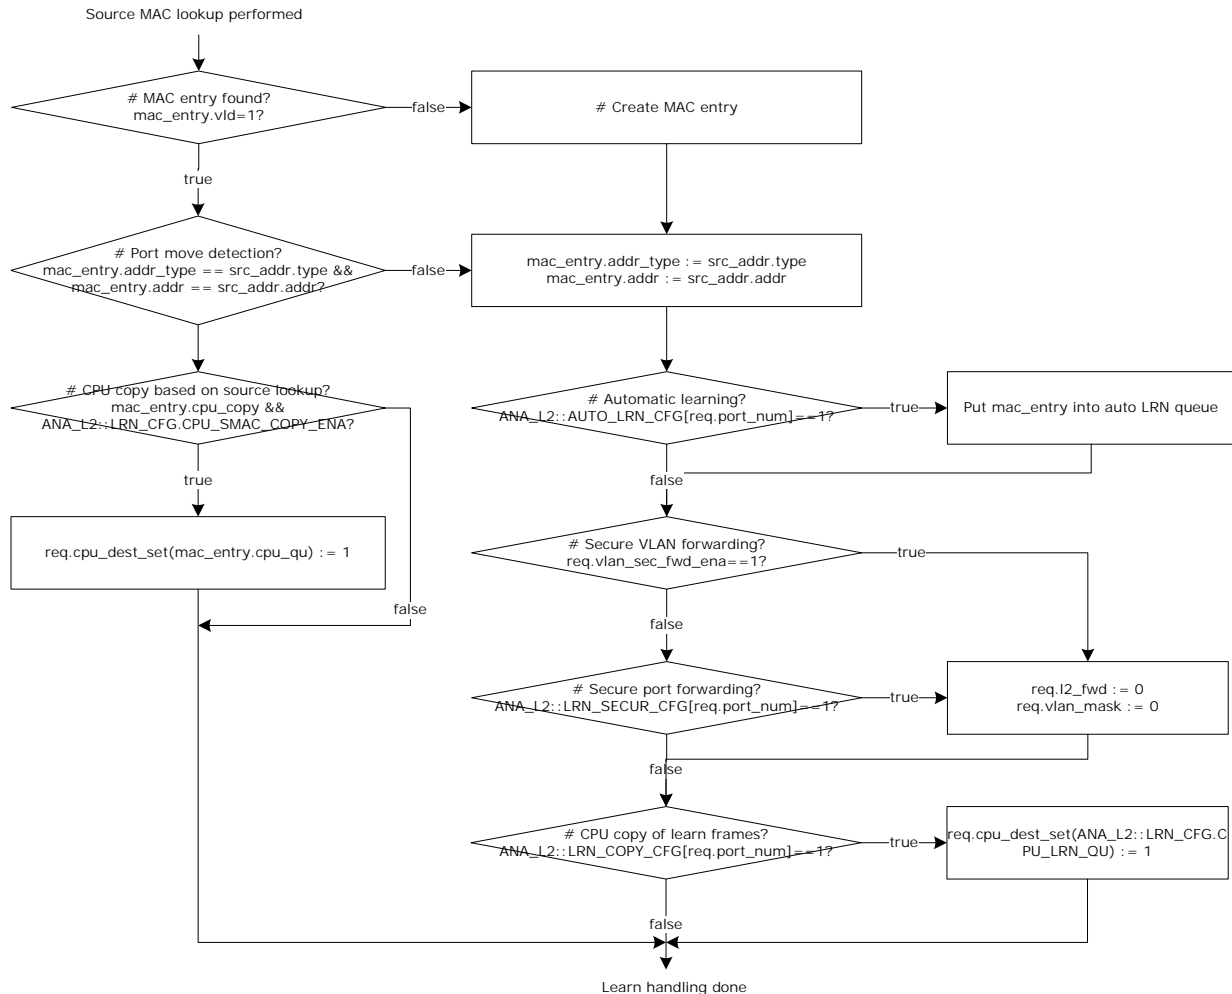 Source MAC lookup performed
# MAC entry found?
mac_entry.vld=1?
false
# Create MAC entry
true
# Port move detection?
mac_entry.addr_type == src_addr.type &&
mac_entry.addr == src_addr.addr?
false
mac_entry.addr_type := src_addr.type
mac_entry.addr := src_addr.addr
# CPU copy based on source lookup?
mac_entry.cpu_copy &&
ANA_L2::LRN_CFG.CPU_SMAC_COPY_ENA?
# Automatic learning?
ANA_L2::AUTO_LRN_CFG[req.port_num]==1?
true
Put mac_entry into auto LRN queue
true
false
req.cpu_dest_set(mac_entry.cpu_qu) := 1
# Secure VLAN forwarding?
req.vlan_sec_fwd_ena==1?
true
false
false
# Secure port forwarding?
ANA_L2::LRN_SECUR_CFG[req.port_num]==1?
true
req.l2_fwd := 0
req.vlan_mask := 0
false
# CPU copy of learn frames?
ANA_L2::LRN_COPY_CFG[req.port_num]==1?
true
req.cpu_dest_set(ANA_L2::LRN_CFG.C
PU_LRN_QU) := 1
false
Learn handling done